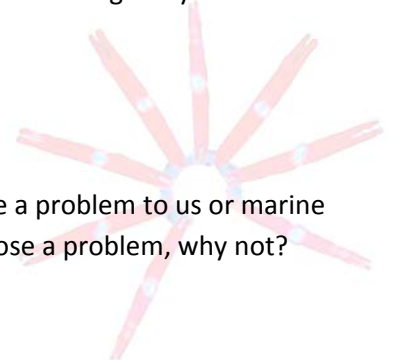 e a problem to us or marine
ose a problem, why not?